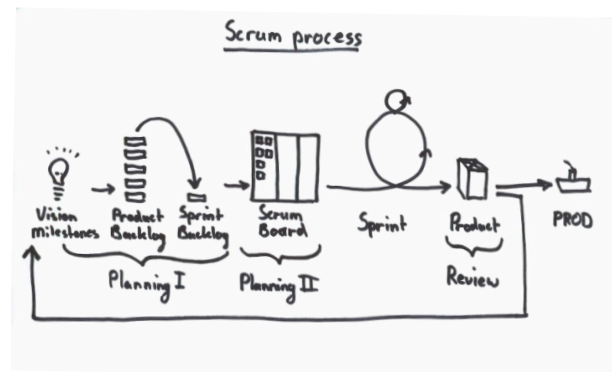 Scrum process
Vision
Milestones
Product
Backlog
Sprint
Backlog
Scrum
Board
Sprint
Product
PROD
Planning I
Planning II
Review